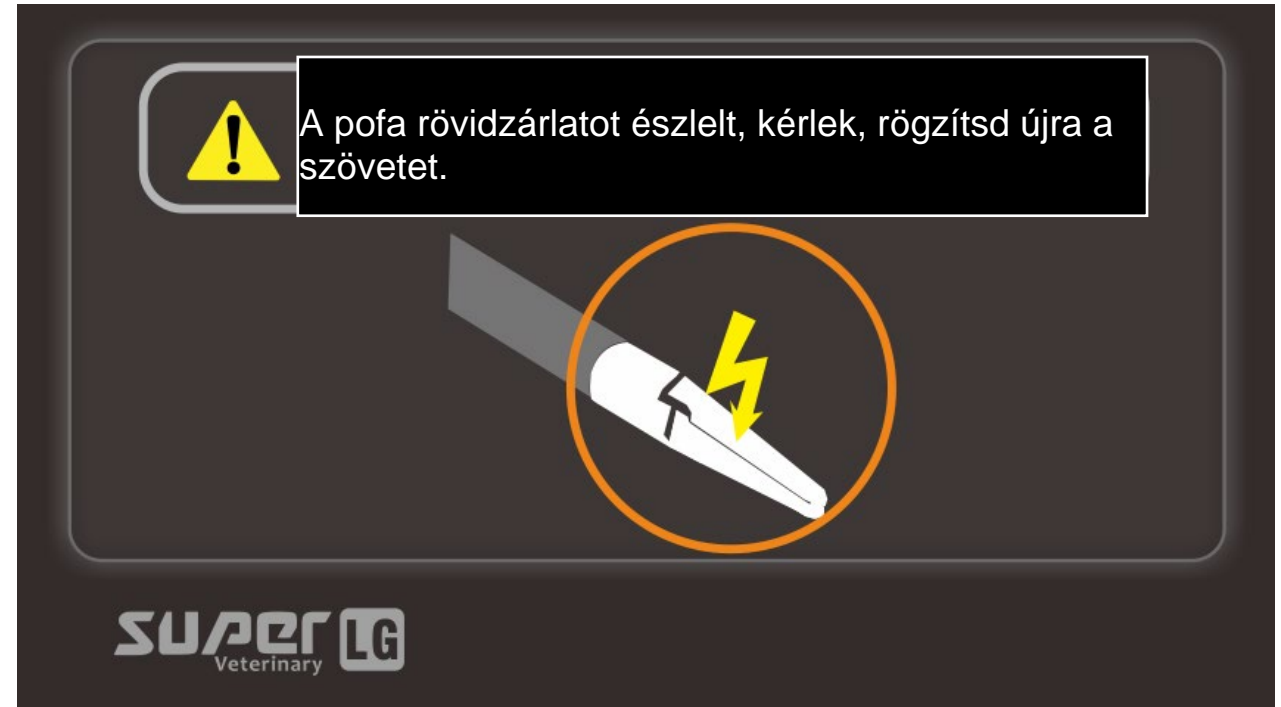 A pofa rövidzárlatot észlelt, kérlek, rögzítsd újra a
szövetet.
SUPER LG
Veterinary